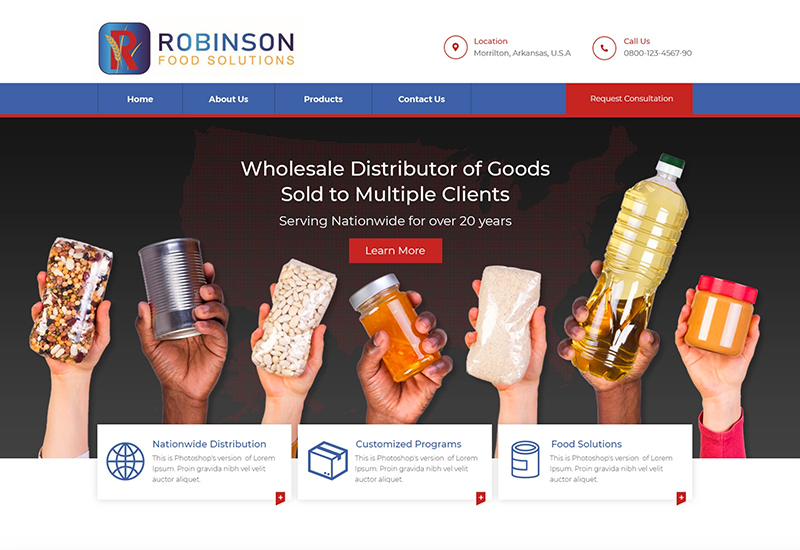 R
ROBINSON
FOOD SOLUTIONS
Location
Morrilton, Arkansas, U.S.A
Call Us
0800-123-4567-90
Home
About Us
Products
Contact Us
Request Consultation
Wholesale Distributor of Goods
Sold to Multiple Clients
Serving Nationwide for over 20 years
Learn More
Nationwide Distribution
This is Photoshop's version of Lorem
Ipsum. Proin gravida nibh vel velit
auctor aliquet.
+
Customized Programs
This is Photoshop's version of Lorem
Ipsum. Proin gravida nibh vel velit
auctor aliquet.
+
Food Solutions
This is Photoshop's version of Lorem
Ipsum. Proin gravida nibh vel velit
auctor aliquet.
+